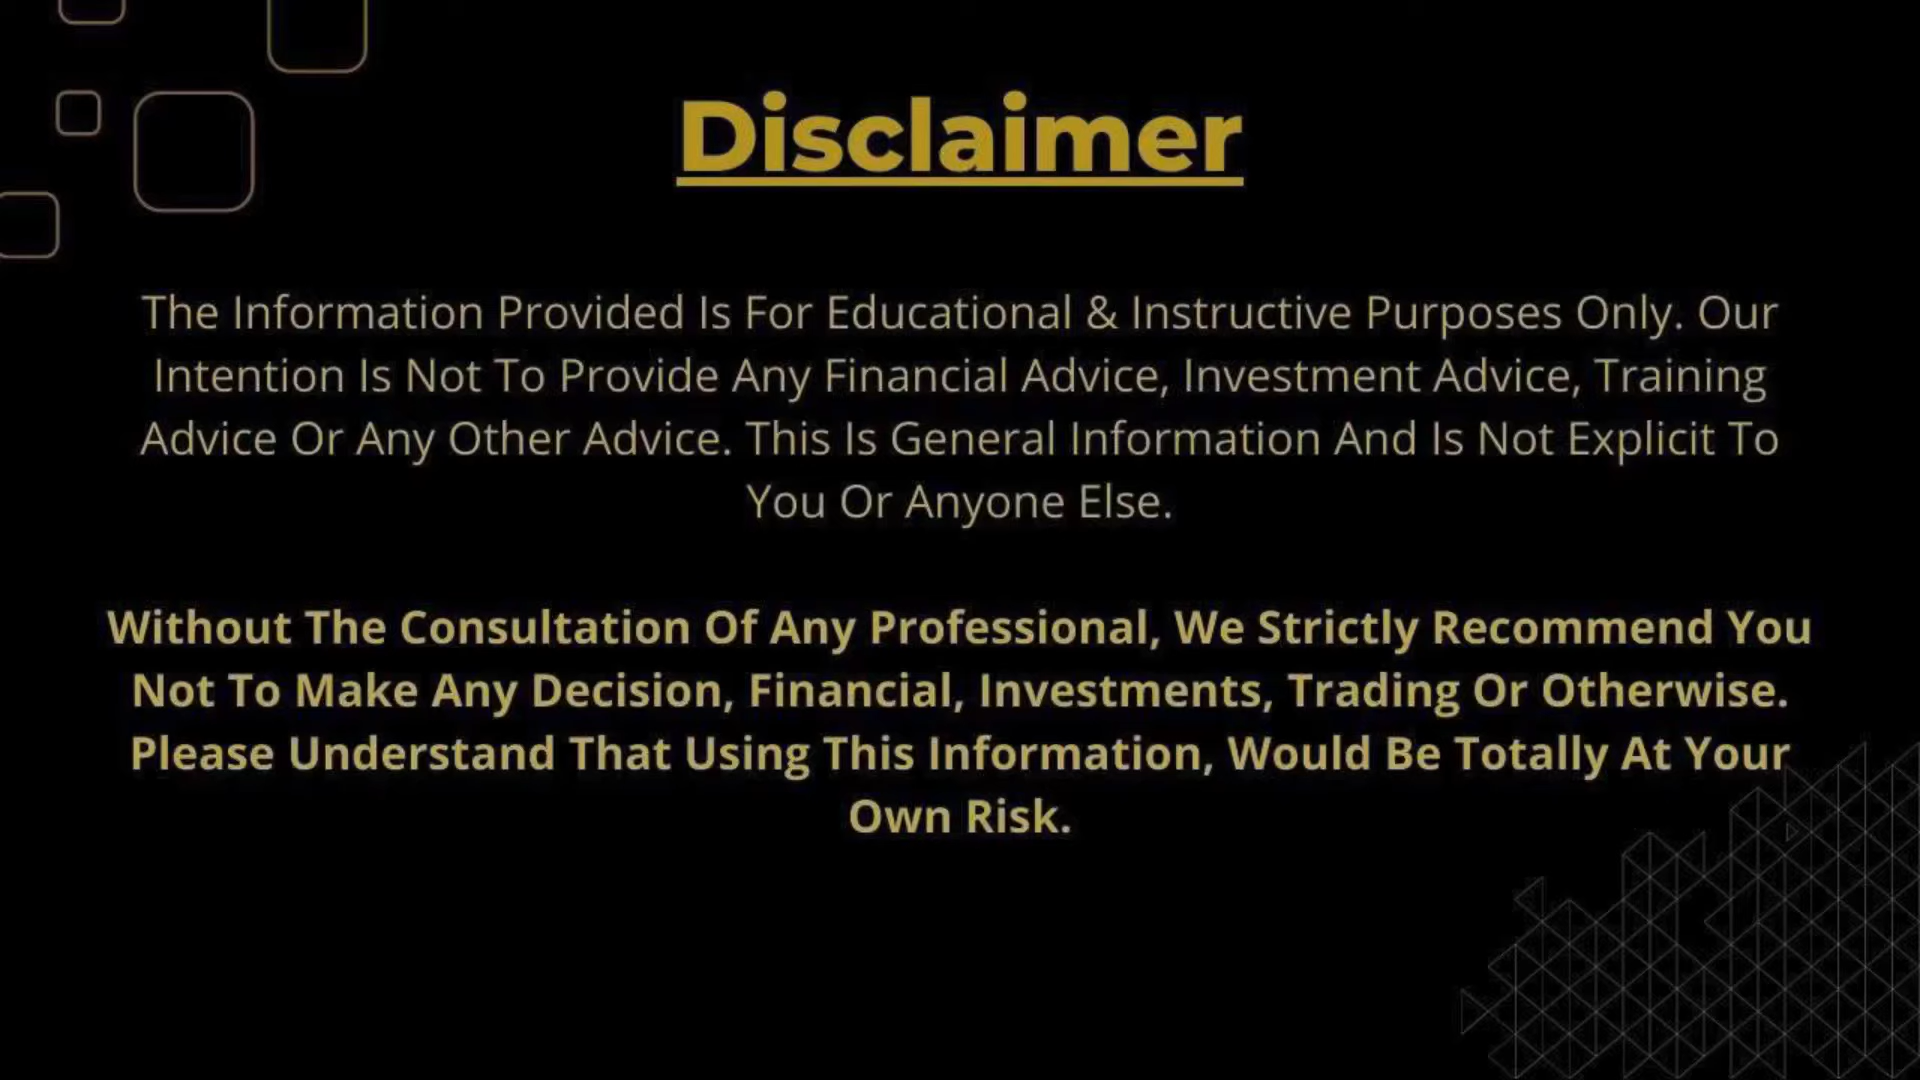 Disclaimer
The Information Provided Is For Educational & Instructive Purposes Only. Our
Intention Is Not To Provide Any Financial Advice, Investment Advice, Training
Advice Or Any Other Advice. This Is General Information And Is Not Explicit To
You Or Anyone Else.
Without The Consultation Of Any Professional, We Strictly Recommend You
Not To Make Any Decision, Financial, Investments, Trading Or Otherwise.
Please Understand That Using This Information, Would Be Totally At Your
Own Risk.